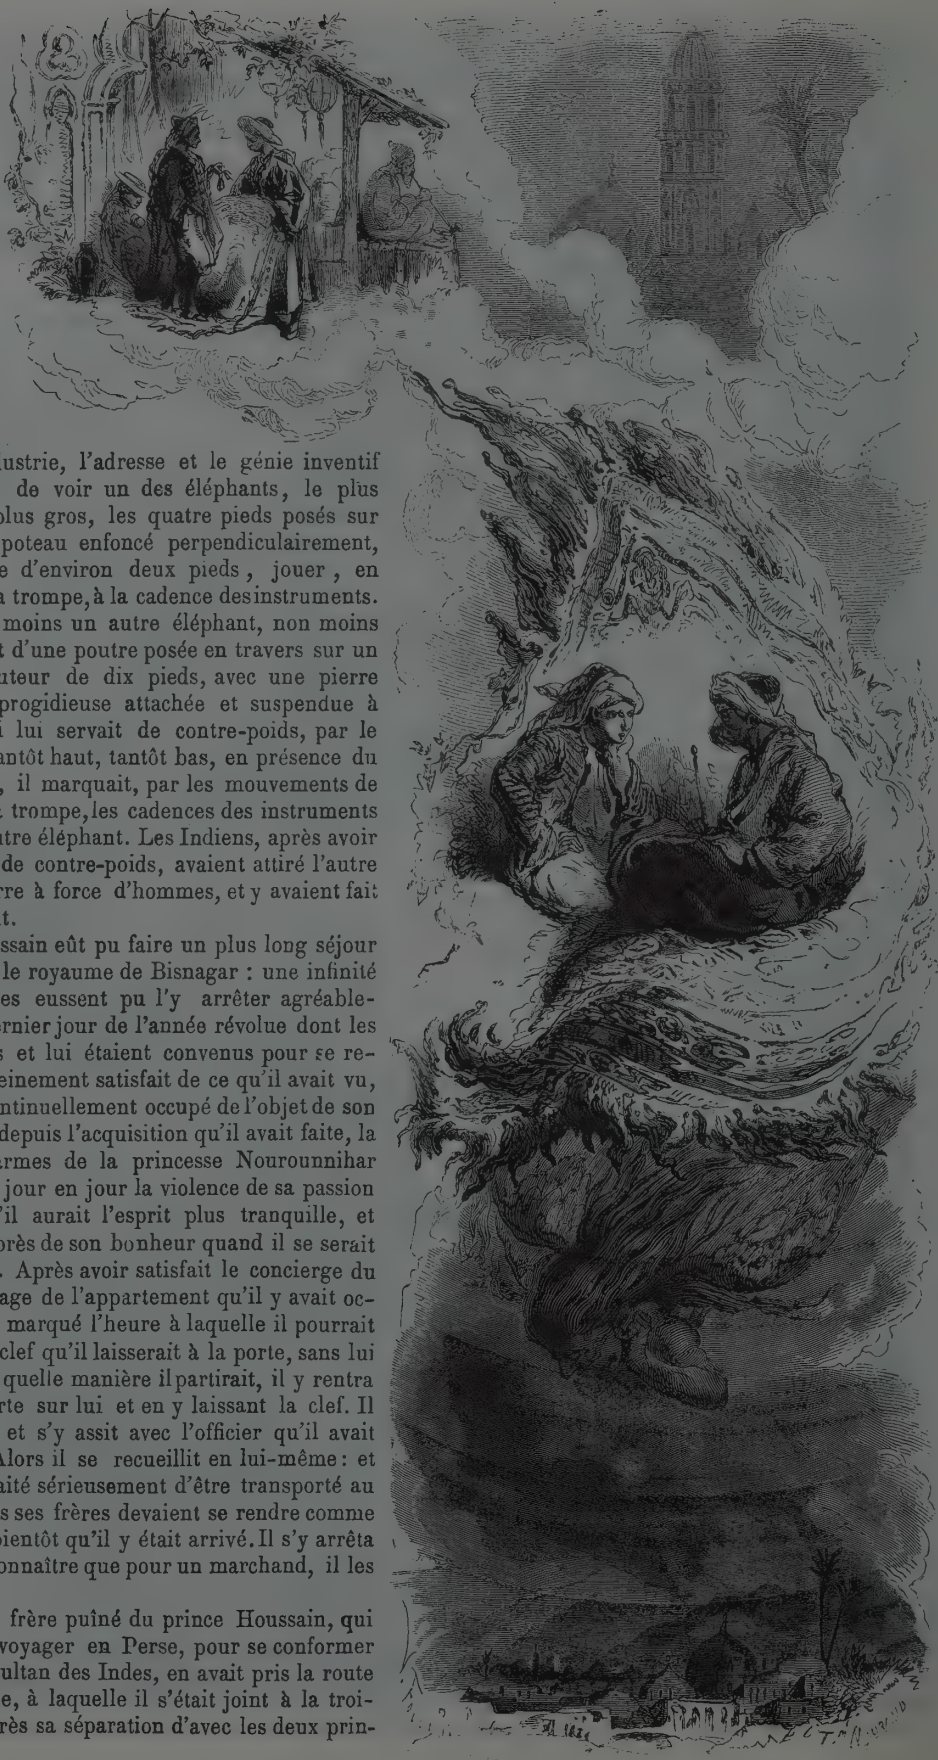 lustrie, l'adresse et le génie inventif
de voir un des éléphants, le plus
plus gros, les quatre pieds posés sur
poteau enfoncé perpendiculairement,
e d'environ deux pieds, jouer, en
a trompe, à la cadence des instruments.
moins un autre éléphant, non moins
t d'une poutre posée en travers sur un
uteur de dix pieds, avec une pierre
progidieuse attachée et suspendue à
i lui servait de contre-poids, par le
antôt haut, tantôt bas, en présence du
, il marquait, par les mouvements de
a trompe, les cadences des instruments
utre éléphant. Les Indiens, après avoir
de contre-poids, avaient attiré l'autre
rre à force d'hommes, et y avaient fait
it.
ssain eût pu faire un plus long séjour
le royaume de Bisnagar : une infinité
es eussent pu l'y arrêter agréable-
ernier jour de l'année révolue dont les
s et lui étaient convenus pour se re-
einement satisfait de ce qu'il avait vu,
ntinuellement occupé de l'objet de son
depuis l'acquisition qu'il avait faite, la
armes de la princesse Nourounnihar
jour en jour la violence de sa passion
'il aurait l'esprit plus tranquille, et
près de son bonheur quand il se serait
. Après avoir satisfait le concierge du
age de l'appartement qu'il y avait oc-
marqué l'heure à laquelle il pourrait
clef qu'il laisserait à la porte, sans lui
quelle manière il partirait, il y rentra
rte sur lui et en y laissant la clef. Il
et s'y assit avec l'officier qu'il avait
Alors il se recueillit en lui-même : et
aité sérieusement d'être transporté au
s ses frères devaient se rendre comme
bientôt qu'il y était arrivé. Il s'y arrêta
onnaître que pour un marchand, il les
frère puîné du prince Houssain, qui
voyager en Perse, pour se conformer
ultan des Indes, en avait pris la route
e, à laquelle il s'était joint à la troi-
rès sa séparation d'avec les deux prin-